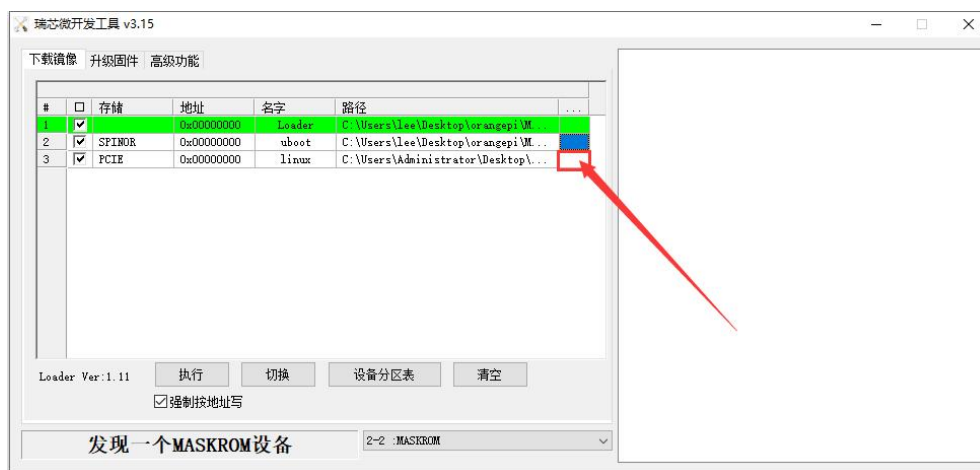 瑞芯微开发工具 v3.15
下载镜像 升级固件 高级功能
# 存储 地址 名字 路径 ...
1 0x00000000 Loader C:\Users\lee\Desktop\orangepi\M...
2 SPINOR 0x00000000 uboot C:\Users\lee\Desktop\orangepi\M...
3 PCIE 0x00000000 linux C:\Users\Administrator\Desktop\...
Loader Ver:1.11 执行 切换 设备分区表 清空
强制按地址写
发现一个MASKROM设备 2-2 :MASKROM